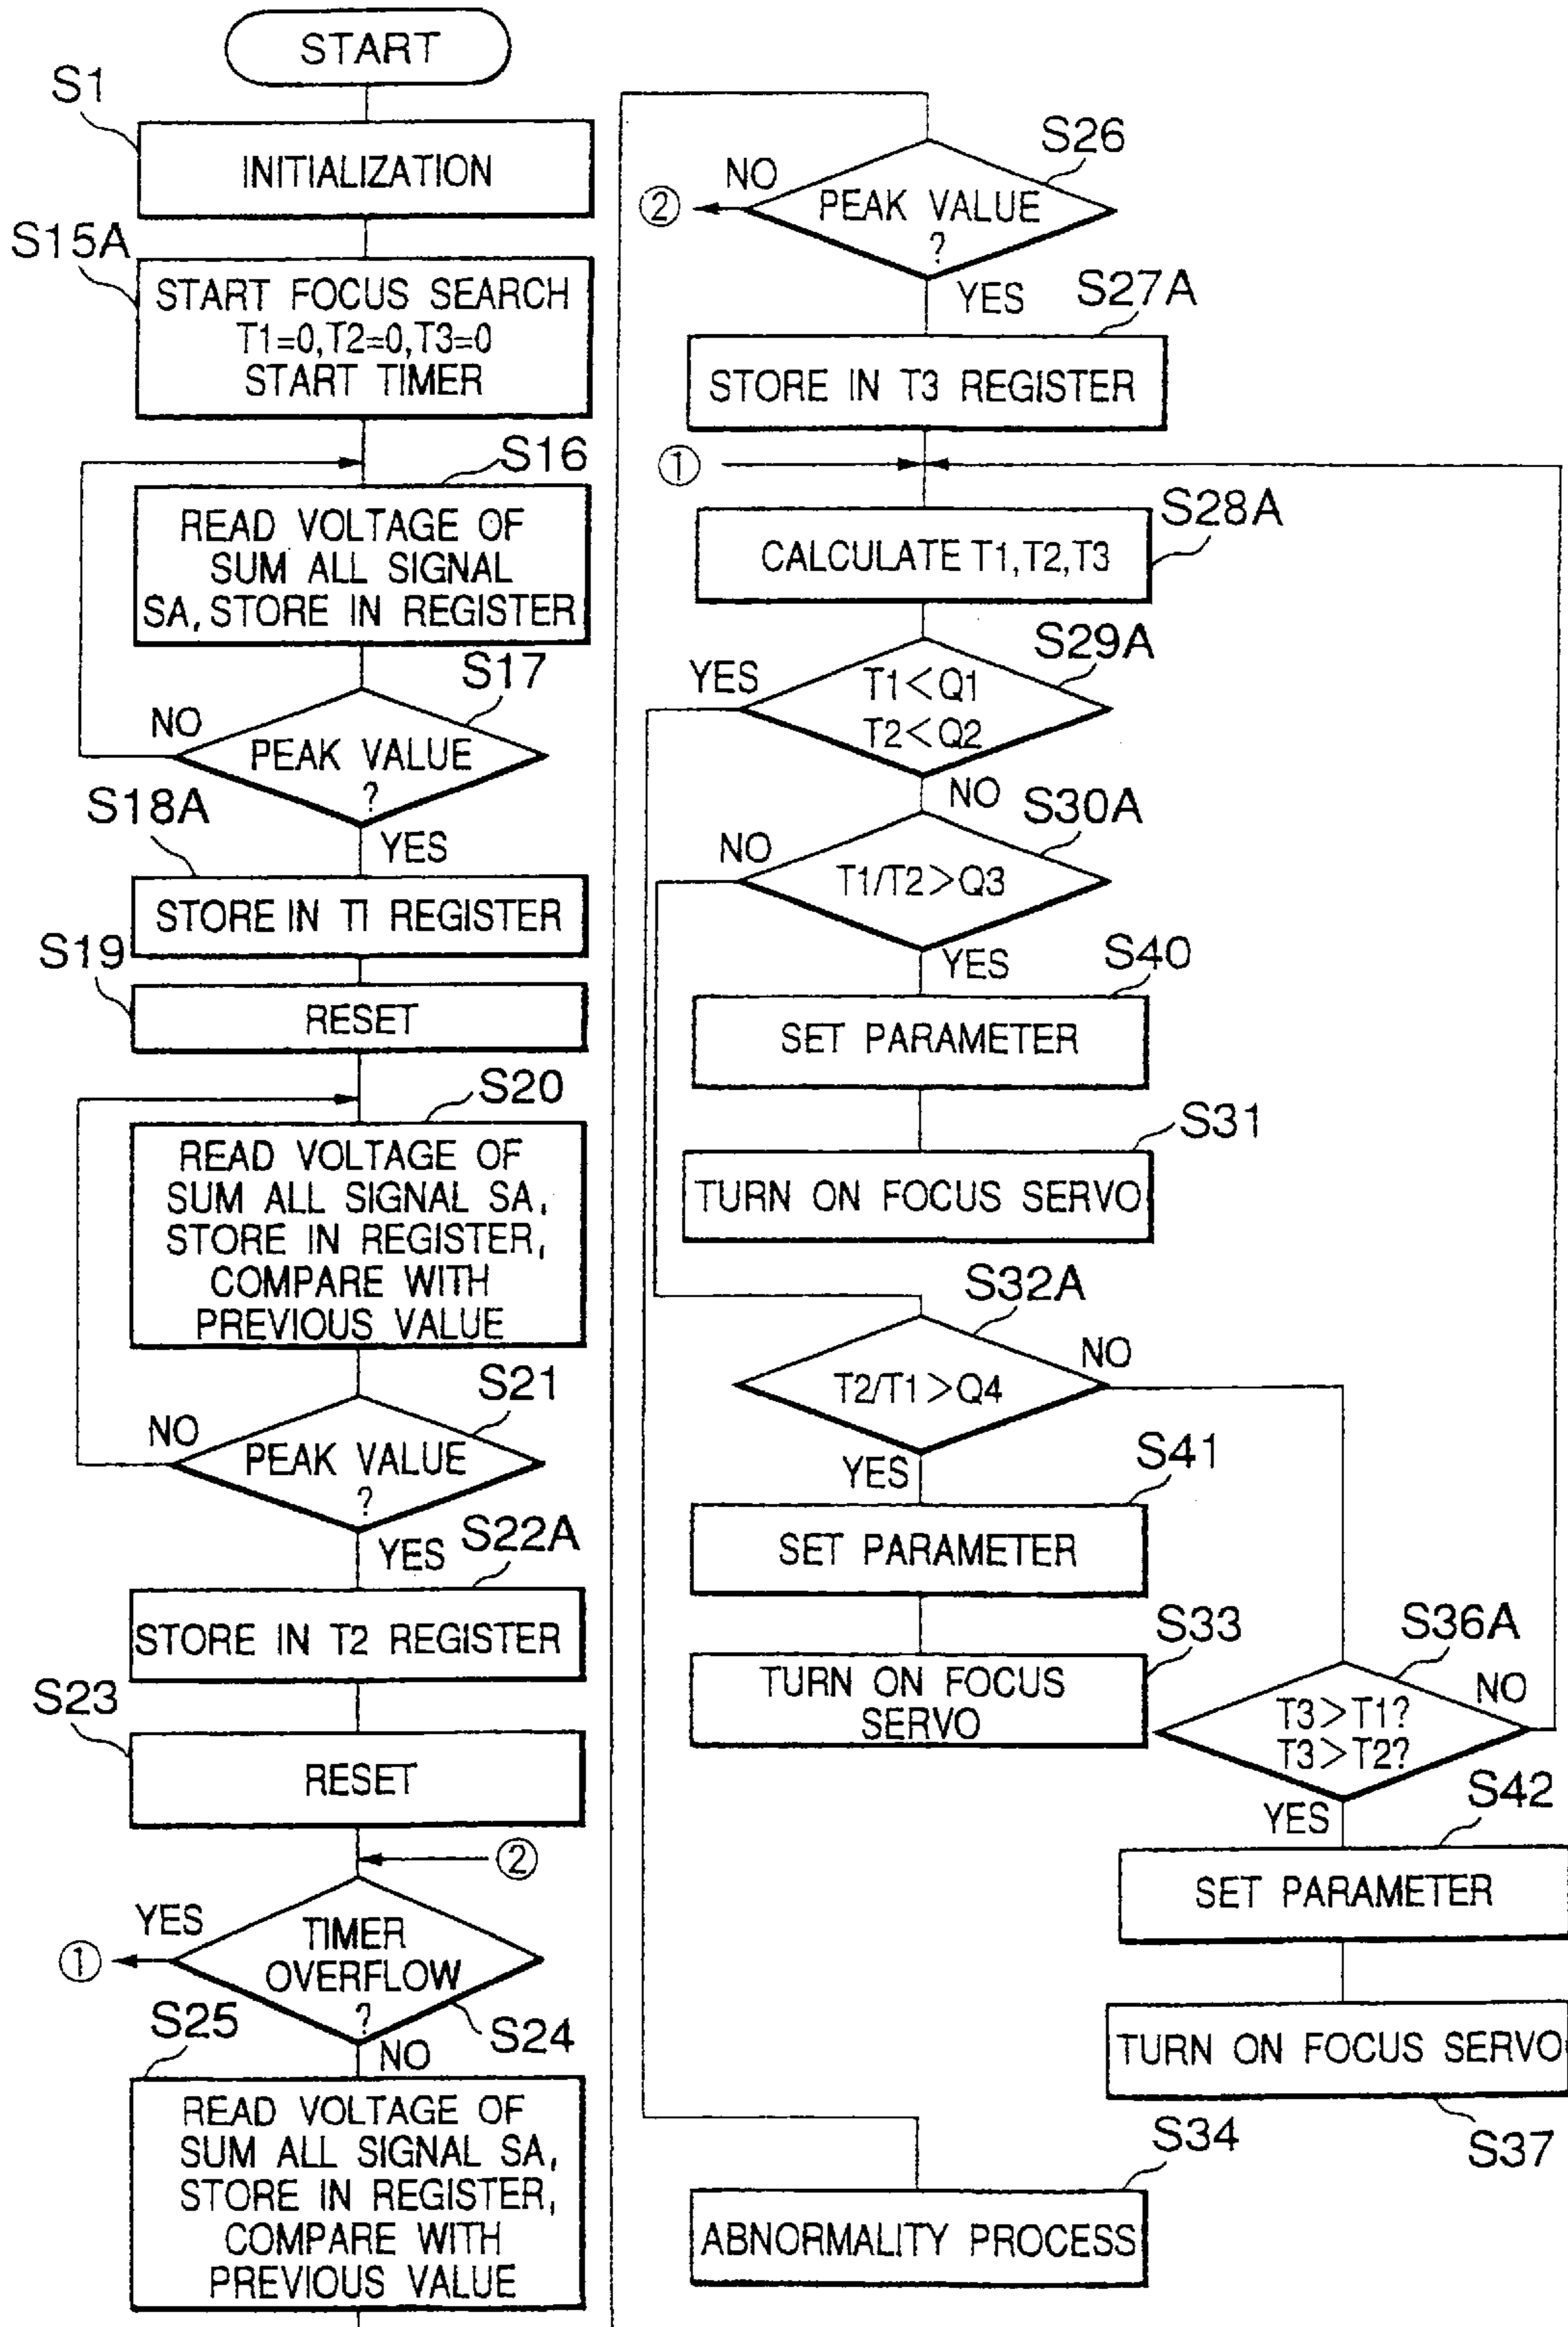 START
S1
INITIALIZATION
S15A
START FOCUS SEARCH
T1=0,T2=0,T3=0
START TIMER
S16
READ VOLTAGE OF
SUM ALL SIGNAL
SA, STORE IN REGISTER
S17
NO
PEAK VALUE
?
S18A
YES
STORE IN T1 REGISTER
S19
RESET
S20
READ VOLTAGE OF
SUM ALL SIGNAL SA,
STORE IN REGISTER,
COMPARE WITH
PREVIOUS VALUE
S21
NO
PEAK VALUE
?
YES
S22A
STORE IN T2 REGISTER
S23
RESET
②
YES
①
TIMER
OVERFLOW
?
S24
S25
NO
READ VOLTAGE OF
SUM ALL SIGNAL SA,
STORE IN REGISTER,
COMPARE WITH
PREVIOUS VALUE
S26
NO
②
PEAK VALUE
?
YES
S27A
STORE IN T3 REGISTER
①
S28A
CALCULATE T1,T2,T3
S29A
YES
T1<Q1
T2<Q2
NO
S30A
NO
T1/T2>Q3
YES
S40
SET PARAMETER
S31
TURN ON FOCUS SERVO
S32A
NO
T2/T1>Q4
YES
S41
SET PARAMETER
S33
TURN ON FOCUS
SERVO
S36A
NO
T3>T1?
T3>T2?
YES
S42
SET PARAMETER
TURN ON FOCUS SERVO
S37
S34
ABNORMALITY PROCESS